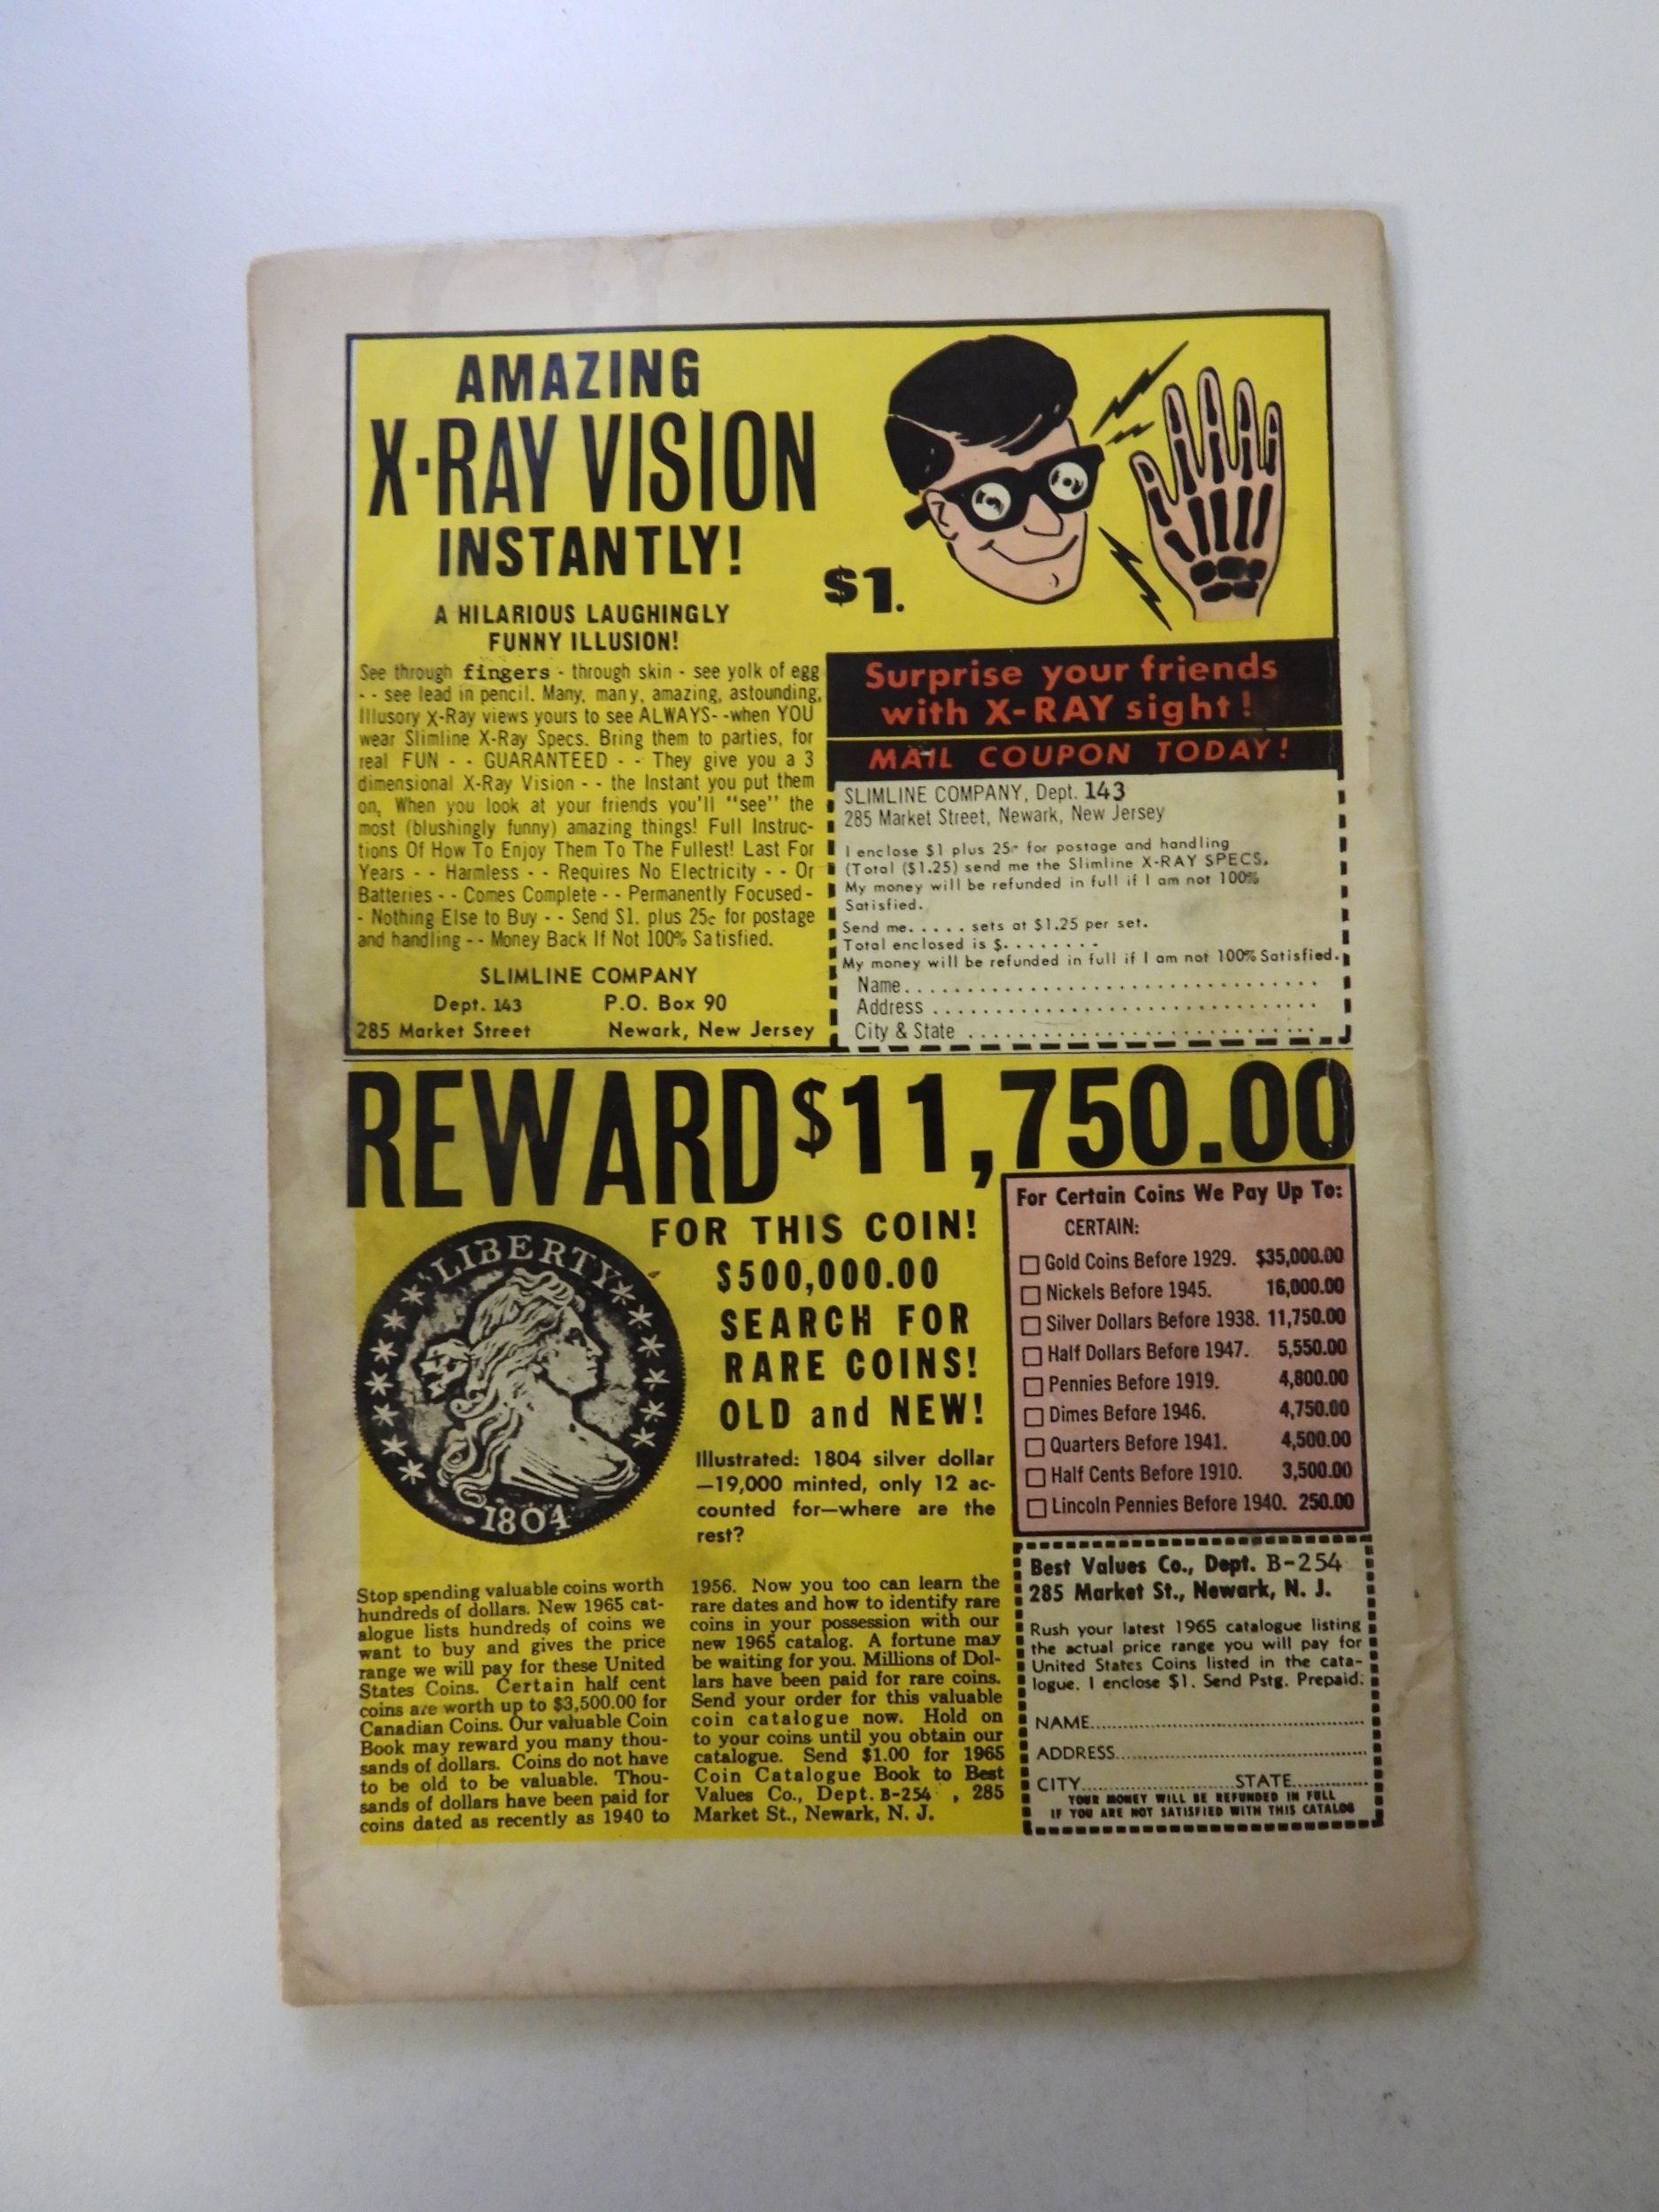 AMAZING
X-RAY VISION
INSTANTLY!
A HILARIOUS LAUGHINGLY
FUNNY ILLUSION!
See through fingers - through skin - see yolk of egg
- - see lead in pencil. Many, many, amazing, astounding,
Illusory X-Ray views yours to see ALWAYS- -when YOU
wear Slimline X-Ray Specs. Bring them to parties, for
real FUN - - GUARANTEED - - They give you a 3
dimensional X-Ray Vision - - the Instant you put them
on. When you look at your friends you'll "see" the
most (blushingly funny) amazing things! Full Instruc-
tions Of How To Enjoy Them To The Fullest! Last For
Years - - Harmless - - Requires No Electricity - - Or
Batteries - - Comes Complete - - Permanently Focused -
- Nothing Else to Buy - - Send $1. plus 25c for postage
and handling - - Money Back If Not 100% Satisfied.
SLIMLINE COMPANY
Dept. 143 P.O. Box 90
285 Market Street Newark, New Jersey
$1.
Surprise your friends
with X-RAY sight!
MAIL COUPON TODAY!
SLIMLINE COMPANY, Dept. 143
285 Market Street, Newark, New Jersey
I enclose $1 plus 25c for postage and handling
(Total ($1.25) send me the Slimline X-RAY SPECS.
My money will be refunded in full if I am not 100%
Satisfied.
Send me. . . . . sets at $1.25 per set.
Total enclosed is $. . . . . . . .
My money will be refunded in full if I am not 100% Satisfied.
Name. . . . . . . . . . . . . . . . . . . . . . . . . . . . . . . . .
Address . . . . . . . . . . . . . . . . . . . . . . . . . . . . . . .
City & State . . . . . . . . . . . . . . . . . . . . . . . . . . . .
REWARD $11,750.00
FOR THIS COIN!
$500,000.00
SEARCH FOR
RARE COINS!
OLD and NEW!
LIBERTY
1804
Illustrated: 1804 silver dollar
—19,000 minted, only 12 ac-
counted for—where are the
rest?
Stop spending valuable coins worth
hundreds of dollars. New 1965 cat-
alogue lists hundreds of coins we
want to buy and gives the price
range we will pay for these United
States Coins. Certain half cent
coins are worth up to $3,500.00 for
Canadian Coins. Our valuable Coin
Book may reward you many thou-
sands of dollars. Coins do not have
to be old to be valuable. Thou-
sands of dollars have been paid for
coins dated as recently as 1940 to
1956. Now you too can learn the
rare dates and how to identify rare
coins in your possession with our
new 1965 catalog. A fortune may
be waiting for you. Millions of Dol-
lars have been paid for rare coins.
Send your order for this valuable
coin catalogue now. Hold on
to your coins until you obtain our
catalogue. Send $1.00 for 1965
Coin Catalogue Book to Best
Values Co., Dept. B-254 , 285
Market St., Newark, N. J.
For Certain Coins We Pay Up To:
CERTAIN:
Gold Coins Before 1929. $35,000.00
Nickels Before 1945. 16,000.00
Silver Dollars Before 1938. 11,750.00
Half Dollars Before 1947. 5,550.00
Pennies Before 1919. 4,800.00
Dimes Before 1946. 4,750.00
Quarters Before 1941. 4,500.00
Half Cents Before 1910. 3,500.00
Lincoln Pennies Before 1940. 250.00
Best Values Co., Dept. B-254
285 Market St., Newark, N. J.
Rush your latest 1965 catalogue listing
the actual price range you will pay for
United States Coins listed in the cata-
logue. I enclose $1. Send Pstg. Prepaid.
NAME................................................
ADDRESS............................................
CITY..............................STATE..............
YOUR MONEY WILL BE REFUNDED IN FULL
IF YOU ARE NOT SATISFIED WITH THIS CATALOG